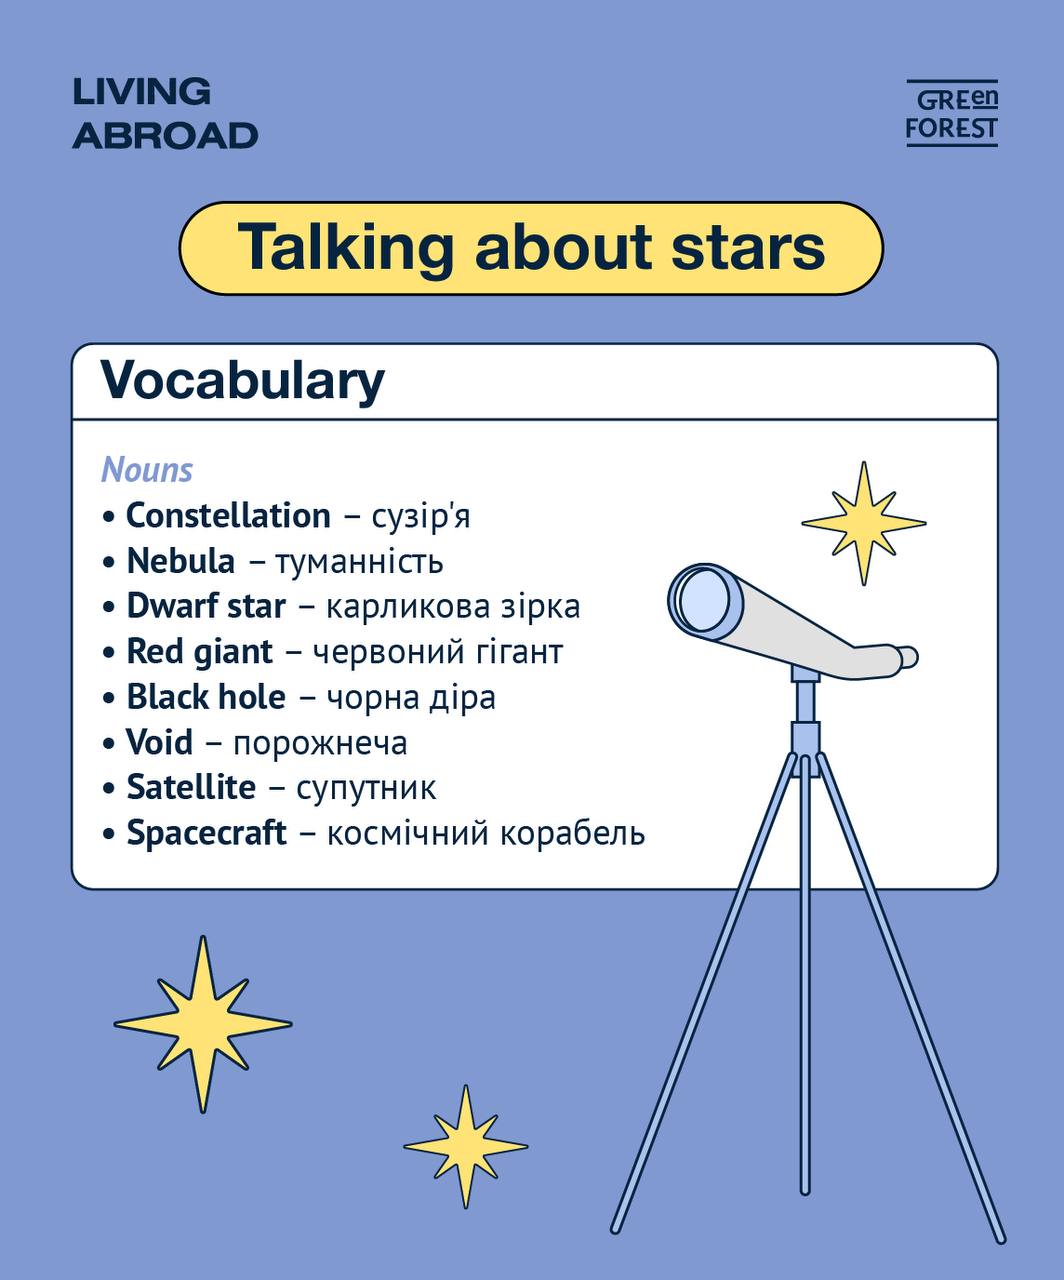 LIVING
ABROAD
GREen
FOREST
Talking about stars
Vocabulary
Nouns
• Constellation – сузір'я
• Nebula – туманність
• Dwarf star – карликова зірка
• Red giant – червоний гігант
• Black hole – чорна діра
• Void – порожнеча
• Satellite – супутник
• Spacecraft – космічний корабель